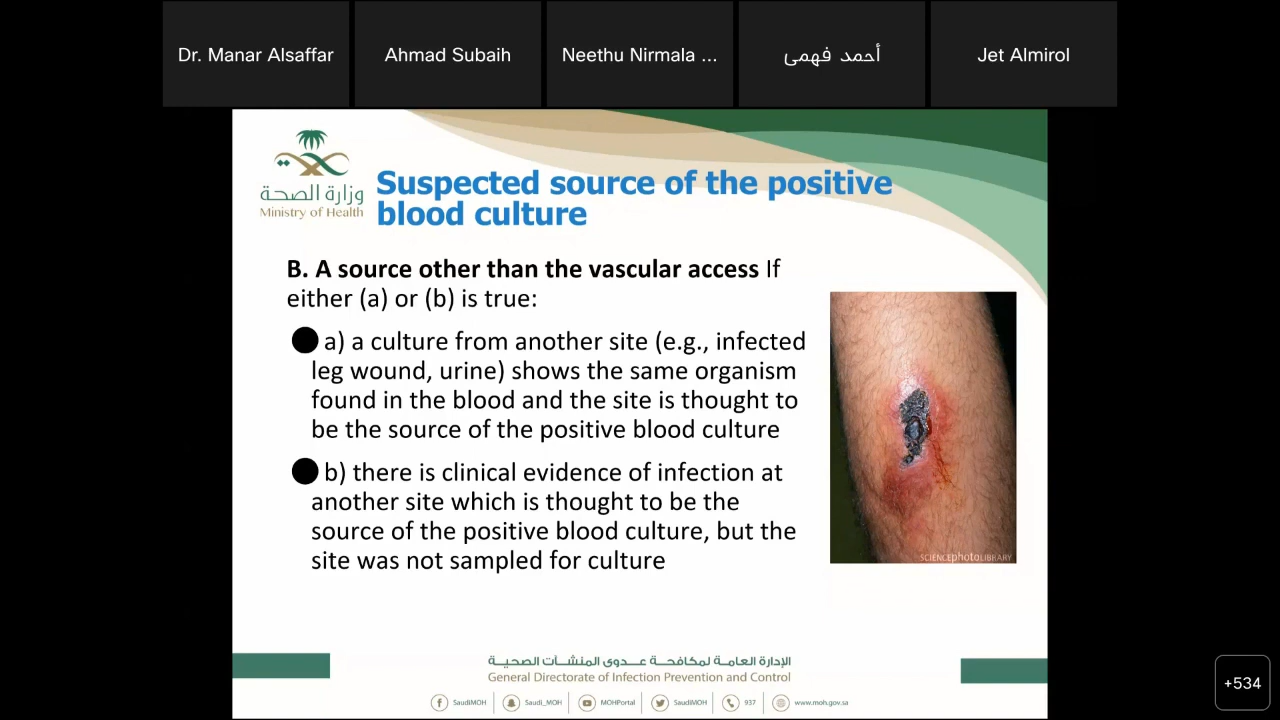 Dr. Manar Alsaffar
Ahmad Subaih
Neethu Nirmala ...
أحمد فهمى
Jet Almirol
وزارة الصحة
Ministry of Health
Suspected source of the positive
blood culture
B. A source other than the vascular access If
either (a) or (b) is true:
a) a culture from another site (e.g., infected
leg wound, urine) shows the same organism
found in the blood and the site is thought to
be the source of the positive blood culture
b) there is clinical evidence of infection at
another site which is thought to be the
source of the positive blood culture, but the
site was not sampled for culture
SCIENCEphotoLIBRARY
الإدارة العامة لمكافحة عدوى المنشآت الصحية
General Directorate of Infection Prevention and Control
SaudiMOH
Saudi_MOH
MOHPortal
SaudiMOH
937
www.moh.gov.sa
+534